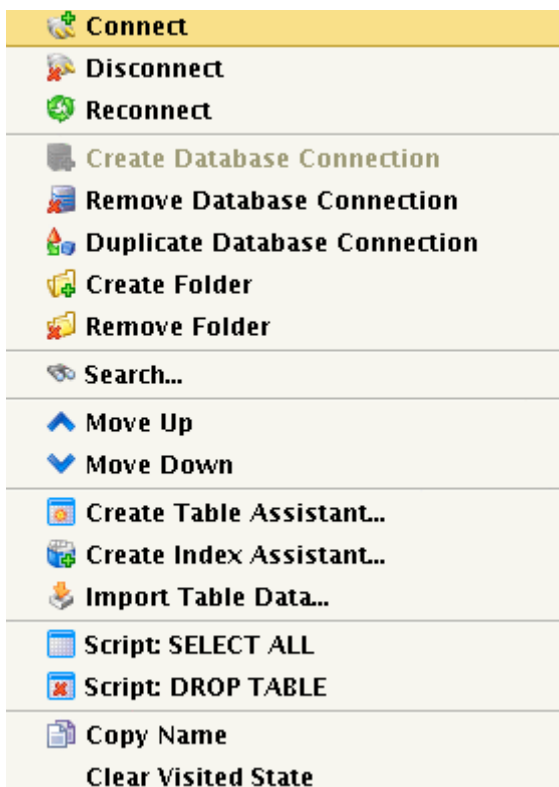 Connect
Disconnect
Reconnect
Create Database Connection
Remove Database Connection
Duplicate Database Connection
Create Folder
Remove Folder
Search...
Move Up
Move Down
Create Table Assistant...
Create Index Assistant...
Import Table Data...
Script: SELECT ALL
Script: DROP TABLE
Copy Name
Clear Visited State